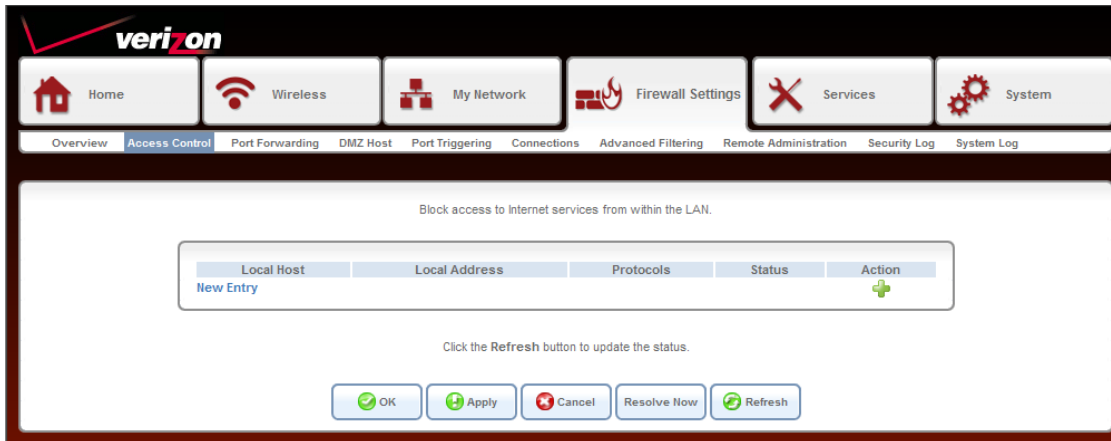 verizon
Home Wireless My Network Firewall Settings Services System
Overview Access Control Port Forwarding DMZ Host Port Triggering Connections Advanced Filtering Remote Administration Security Log System Log
Block access to Internet services from within the LAN.
Local Host Local Address Protocols Status Action
New Entry
Click the Refresh button to update the status.
OK Apply Cancel Resolve Now Refresh